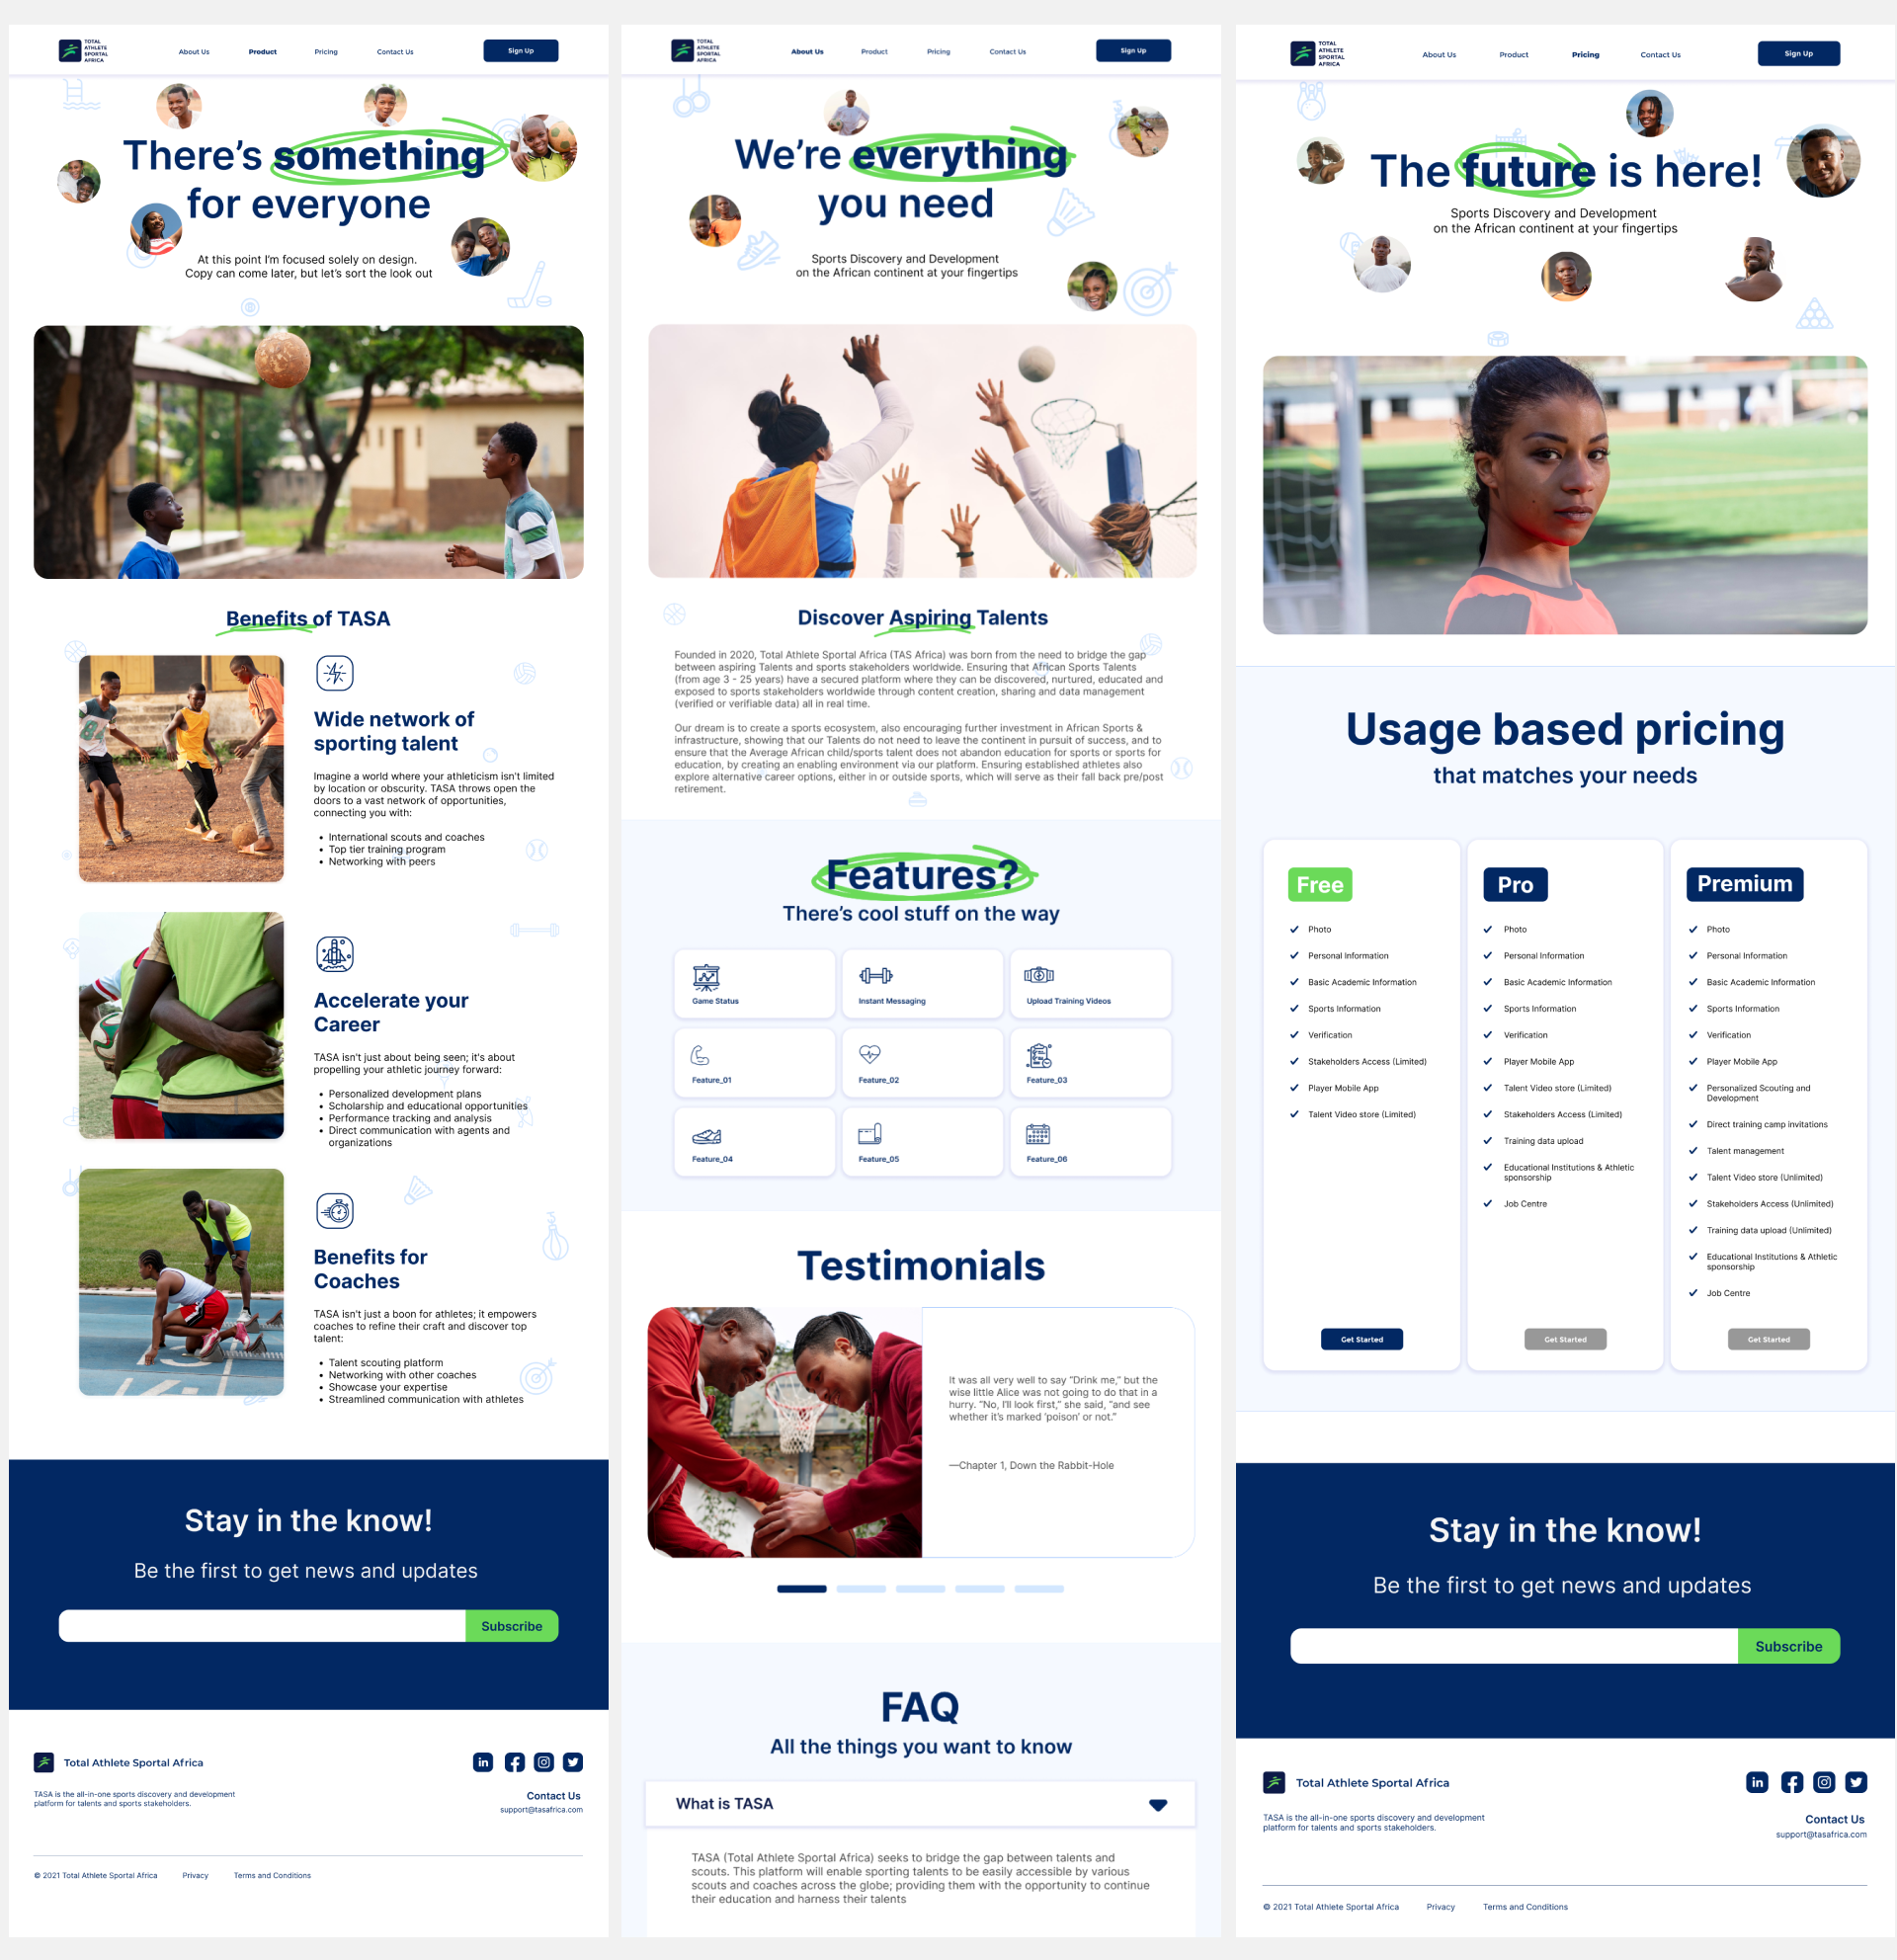 TOTAL
ATHLETE
SPORTAL
AFRICA
About Us Product Pricing Contact Us Sign Up
There's something
for everyone
At this point I'm focused solely on design.
Copy can come later, but let's sort the look out
Benefits of TASA
Wide network of
sporting talent
Imagine a world where your athleticism isn't limited
by location or obscurity. TASA throws open the
doors to a vast network of opportunities,
connecting you with:
• International scouts and coaches
• Top tier training program
• Networking with peers
Accelerate your
Career
TASA isn't just about being seen; it's about
propelling your athletic journey forward:
• Personalized development plans
• Scholarship and educational opportunities
• Performance tracking and analysis
• Direct communication with agents and
organizations
Benefits for
Coaches
TASA isn't just a boon for athletes; it empowers
coaches to refine their craft and discover top
talent:
• Talent scouting platform
• Networking with other coaches
• Showcase your expertise
• Streamlined communication with athletes
Stay in the know!
Be the first to get news and updates
Subscribe
Total Athlete Sportal Africa
TASA is the all-in-one sports discovery and development
platform for talents and sports stakeholders.
Contact Us
support@tasafrica.com
© 2021 Total Athlete Sportal Africa Privacy Terms and Conditions
TOTAL
ATHLETE
SPORTAL
AFRICA
About Us Product Pricing Contact Us Sign Up
We're everything
you need
Sports Discovery and Development
on the African continent at your fingertips
Discover Aspiring Talents
Founded in 2020, Total Athlete Sportal Africa (TAS Africa) was born from the need to bridge the gap
between aspiring Talents and sports stakeholders worldwide. Ensuring that African Sports Talents
(from age 3 - 25 years) have a secured platform where they can be discovered, nurtured, educated and
exposed to sports stakeholders worldwide through content creation, sharing and data management
(verified or verifiable data) all in real time.
Our dream is to create a sports ecosystem, also encouraging further investment in African Sports &
infrastructure, showing that our Talents do not need to leave the continent in pursuit of success, and to
ensure that the Average African child/sports talent does not abandon education for sports or sports for
education, by creating an enabling environment via our platform. Ensuring established athletes also
explore alternative career options, either in or outside sports, which will serve as their fall back pre/post
retirement.
Features?
There's cool stuff on the way
Game Status Instant Messaging Upload Training Videos
Feature_01 Feature_02 Feature_03
Feature_04 Feature_05 Feature_06
Testimonials
It was all very well to say “Drink me,” but the
wise little Alice was not going to do that in a
hurry. “No, I'll look first,” she said, “and see
whether it's marked ‘poison’ or not.”
—Chapter 1, Down the Rabbit-Hole
FAQ
All the things you want to know
What is TASA
TASA (Total Athlete Sportal Africa) seeks to bridge the gap between talents and
scouts. This platform will enable sporting talents to be easily accessible by various
scouts and coaches across the globe; providing them with the opportunity to continue
their education and harness their talents
TOTAL
ATHLETE
SPORTAL
AFRICA
About Us Product Pricing Contact Us Sign Up
The future is here!
Sports Discovery and Development
on the African continent at your fingertips
Usage based pricing
that matches your needs
Free
Photo
Personal Information
Basic Academic Information
Sports Information
Verification
Stakeholders Access (Limited)
Player Mobile App
Talent Video store (Limited)
Get Started
Pro
Photo
Personal Information
Basic Academic Information
Sports Information
Verification
Player Mobile App
Talent Video store (Limited)
Stakeholders Access (Limited)
Training data upload
Educational Institutions & Athletic
sponsorship
Job Centre
Get Started
Premium
Photo
Personal Information
Basic Academic Information
Sports Information
Verification
Player Mobile App
Personalized Scouting and
Development
Direct training camp invitations
Talent management
Talent Video store (Unlimited)
Stakeholders Access (Unlimited)
Training data upload (Unlimited)
Educational Institutions & Athletic
sponsorship
Job Centre
Get Started
Stay in the know!
Be the first to get news and updates
Subscribe
Total Athlete Sportal Africa
TASA is the all-in-one sports discovery and development
platform for talents and sports stakeholders.
Contact Us
support@tasafrica.com
© 2021 Total Athlete Sportal Africa Privacy Terms and Conditions